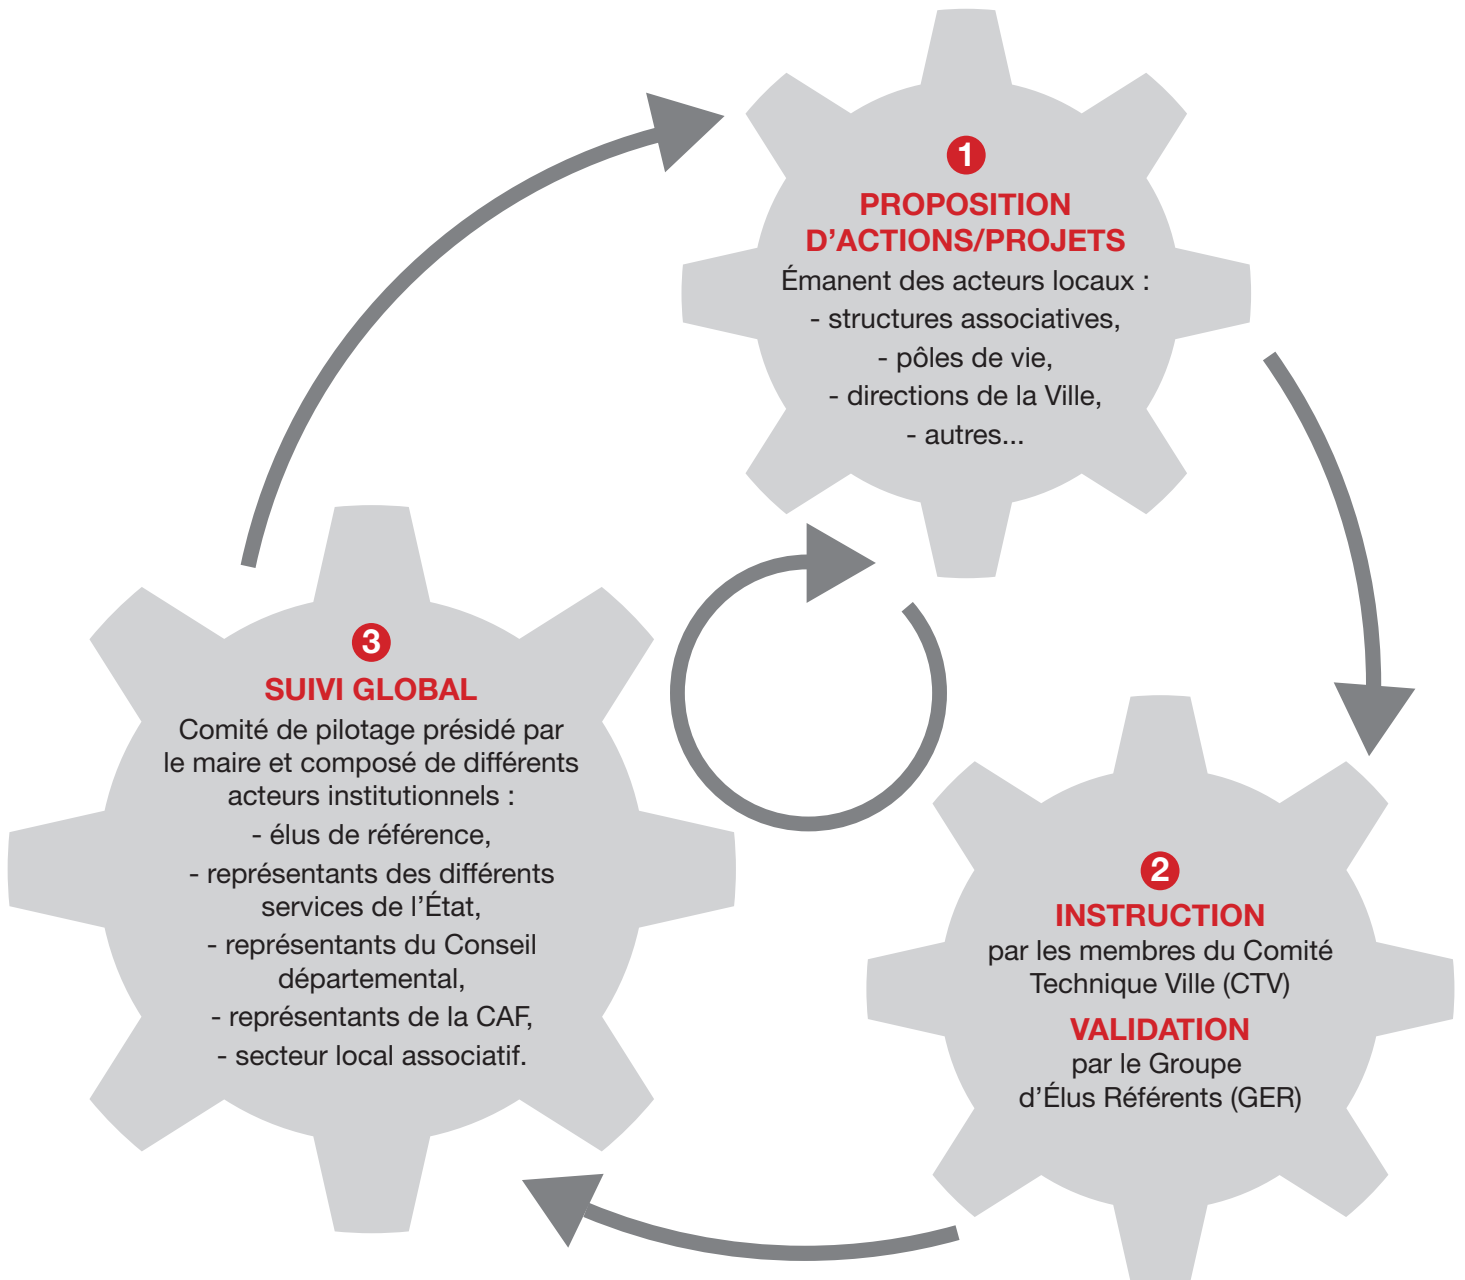 1
PROPOSITION
D’ACTIONS/PROJETS
Émanent des acteurs locaux :
- structures associatives,
- pôles de vie,
- directions de la Ville,
- autres...
2
INSTRUCTION
par les membres du Comité
Technique Ville (CTV)
VALIDATION
par le Groupe
d’Élus Référents (GER)
3
SUIVI GLOBAL
Comité de pilotage présidé par
le maire et composé de différents
acteurs institutionnels :
- élus de référence,
- représentants des différents
services de l’État,
- représentants du Conseil
départemental,
- représentants de la CAF,
- secteur local associatif.